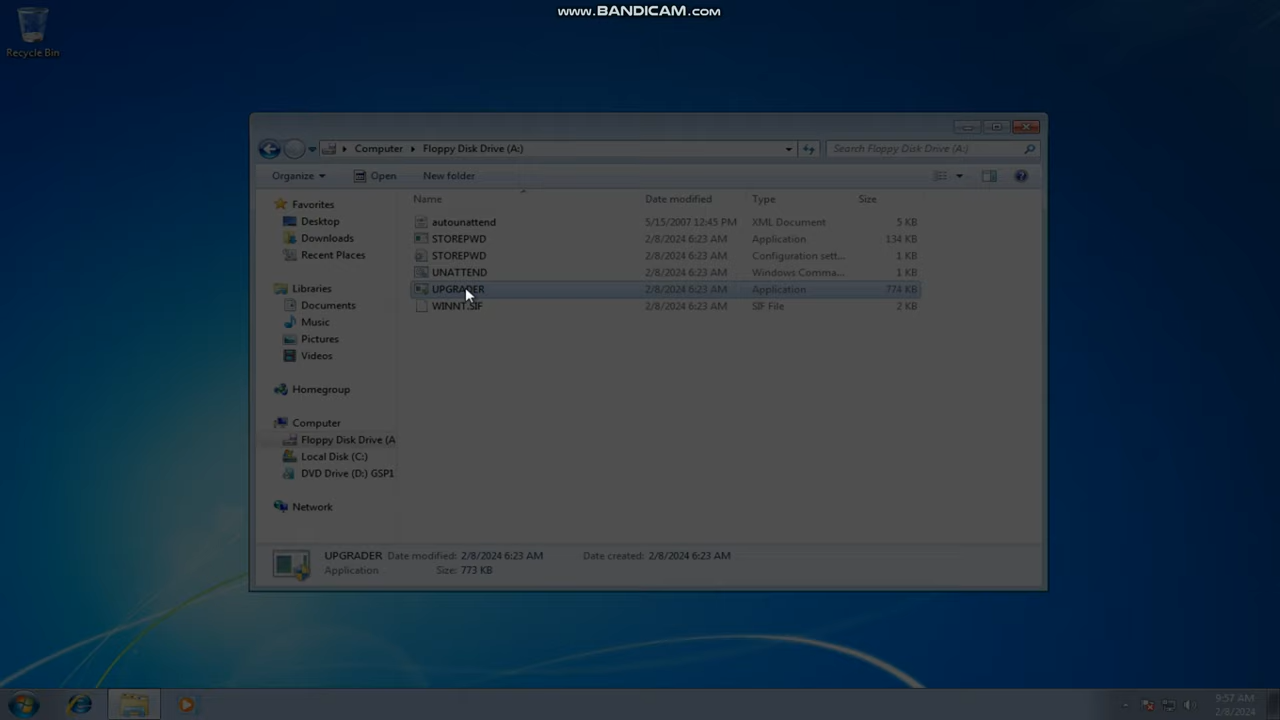 www.BANDICAM.com
Recycle Bin
Computer Floppy Disk Drive (A:)
Search Floppy Disk Drive (A:)
Organize Open New folder
Name Date modified Type Size
Favorites
Desktop
Downloads
Recent Places
Libraries
Documents
Music
Pictures
Videos
Homegroup
Computer
Floppy Disk Drive (A
Local Disk (C:)
DVD Drive (D:) GSP1
Network
autounattend 5/15/2007 12:45 PM XML Document 5 KB
STOREPWD 2/8/2024 6:23 AM Application 134 KB
STOREPWD 2/8/2024 6:23 AM Configuration sett... 1 KB
UNATTEND 2/8/2024 6:23 AM Windows Comma... 1 KB
UPGRADER 2/8/2024 6:23 AM Application 774 KB
WINNT.SIF 2/8/2024 6:23 AM SIF File 2 KB
UPGRADER Date modified: 2/8/2024 6:23 AM Date created: 2/8/2024 6:23 AM
Application Size: 773 KB
9:57 AM
2/8/2024